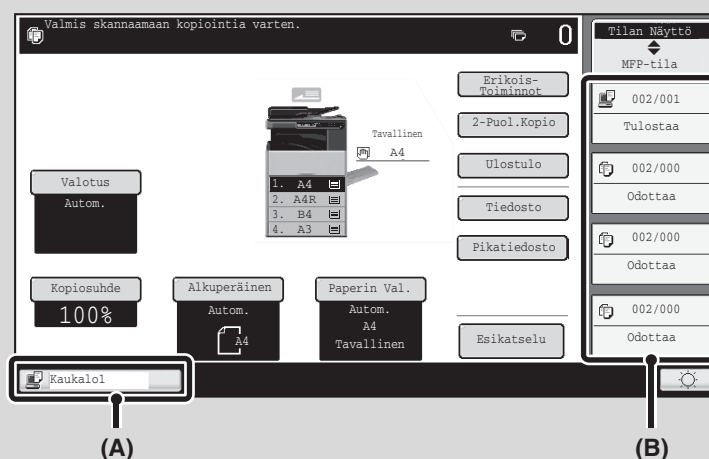 Valmis skannaamaan kopiointia varten.
0
Tilan Näyttö
MFP-tila
Erikois-
Toiminnot
2-Puol.Kopio
Ulostulo
Tiedosto
Pikatiedosto
Esikatselu
Tavallinen
A4
1. A4
2. A4R
3. B4
4. A3
Valotus
Autom.
Kopiosuhde
100%
Alkuperäinen
Autom.
A4
Paperin Val.
Autom.
A4
Tavallinen
002/001
Tulostaa
002/000
Odottaa
002/000
Odottaa
002/000
Odottaa
Kaukalo1
(A)
(B)